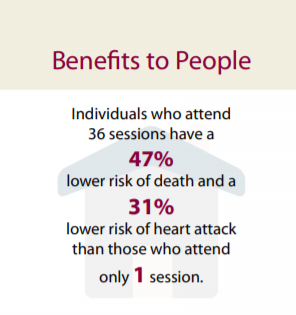 Benefits to People
Individuals who attend
36 sessions have a
47%
lower risk of death and a
31%
lower risk of heart attack
than those who attend
only 1 session.